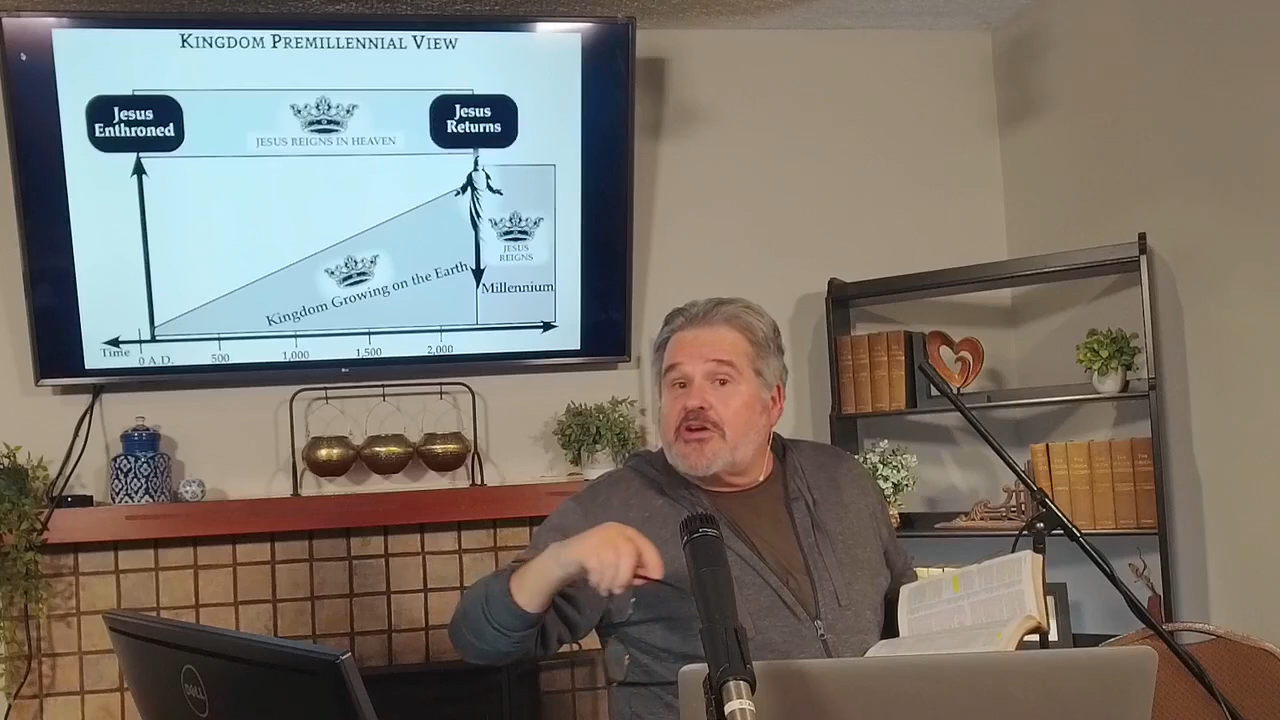 KINGDOM PREMILLENNIAL VIEW
Jesus
Enthroned
JESUS REIGNS IN HEAVEN
Jesus
Returns
JESUS
REIGNS
Kingdom Growing on the Earth
Millennium
Time
0 A.D.
500
1,000
1,500
2,000
LG
DELL